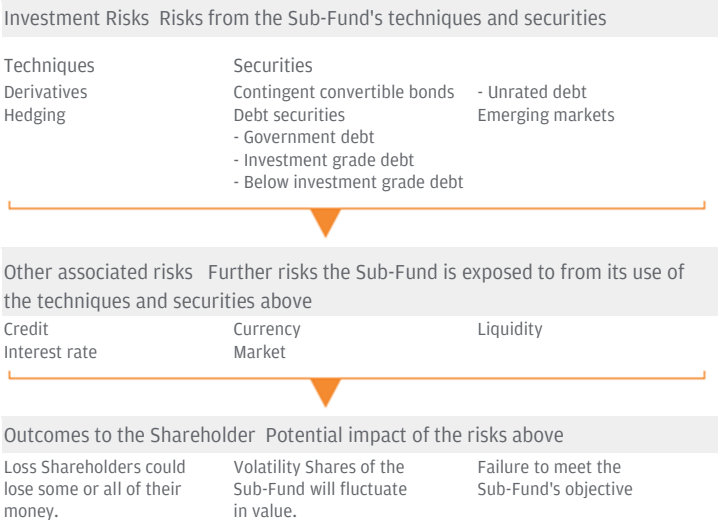 Investment Risks Risks from the Sub-Fund's techniques and securities
Techniques
Derivatives
Hedging
Securities
Contingent convertible bonds
Debt securities
- Government debt
- Investment grade debt
- Below investment grade debt
- Unrated debt
Emerging markets
Other associated risks Further risks the Sub-Fund is exposed to from its use of
the techniques and securities above
Credit
Interest rate
Currency
Market
Liquidity
Outcomes to the Shareholder Potential impact of the risks above
Loss Shareholders could
lose some or all of their
money.
Volatility Shares of the
Sub-Fund will fluctuate
in value.
Failure to meet the
Sub-Fund's objective